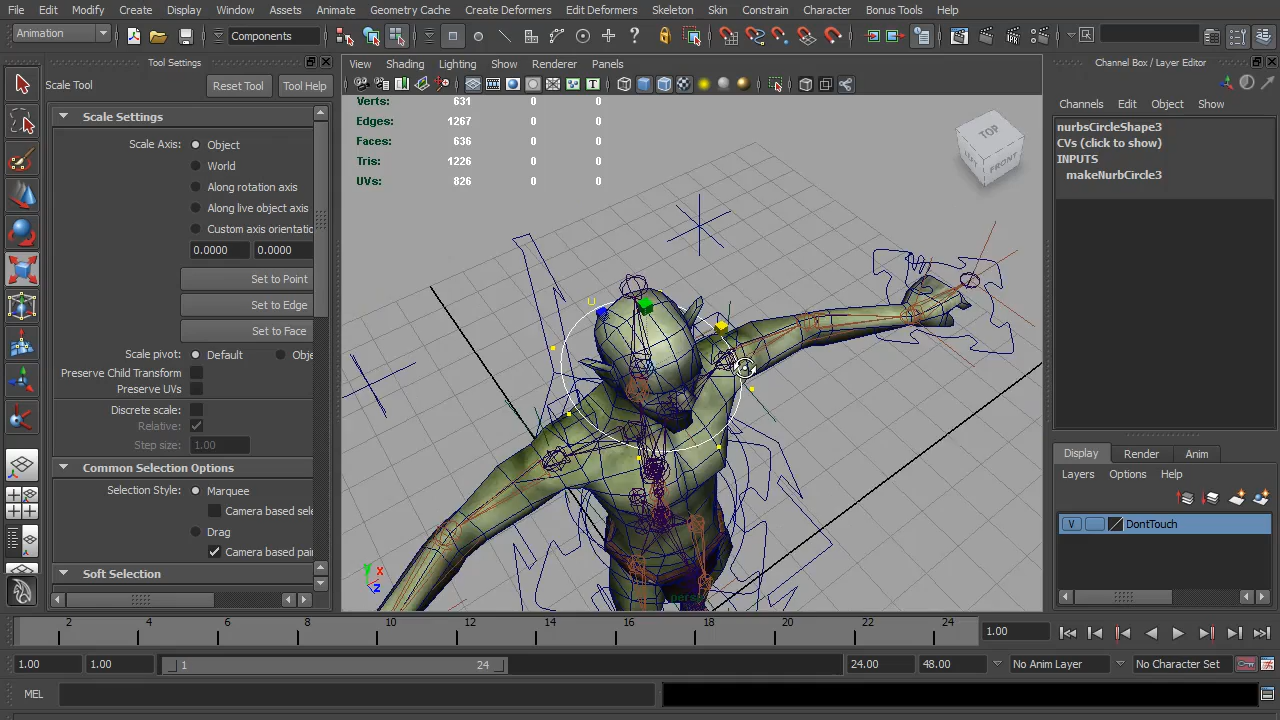 File Edit Modify Create Display Window Assets Animate Geometry Cache Create Deformers Edit Deformers Skeleton Skin Constrain Character Bonus Tools Help
Animation
Components
Tool Settings
Channel Box / Layer Editor
View Shading Lighting Show Renderer Panels
Scale Tool
Reset Tool
Tool Help
Scale Settings
Scale Axis: Object
World
Along rotation axis
Along live object axis
Custom axis orientatio
0.0000 0.0000
Set to Point
Set to Edge
Set to Face
Scale pivot: Default Obje
Preserve Child Transform
Preserve UVs
Discrete scale:
Relative:
Step size: 1.00
Common Selection Options
Selection Style: Marquee
Camera based sele
Drag
Camera based pain
Soft Selection
Verts: 631 0 0
Edges: 1267 0 0
Faces: 636 0 0
Tris: 1226 0 0
UVs: 826 0 0
TOP
FRONT
U
y x
z
persp
Channels Edit Object Show
nurbsCircleShape3
CVs (click to show)
INPUTS
makeNurbCircle3
Display Render Anim
Layers Options Help
V DontTouch
2 4 6 8 10 12 14 16 18 20 22 24
1.00
1.00 1.00 1 24 24.00 48.00 No Anim Layer No Character Set
MEL